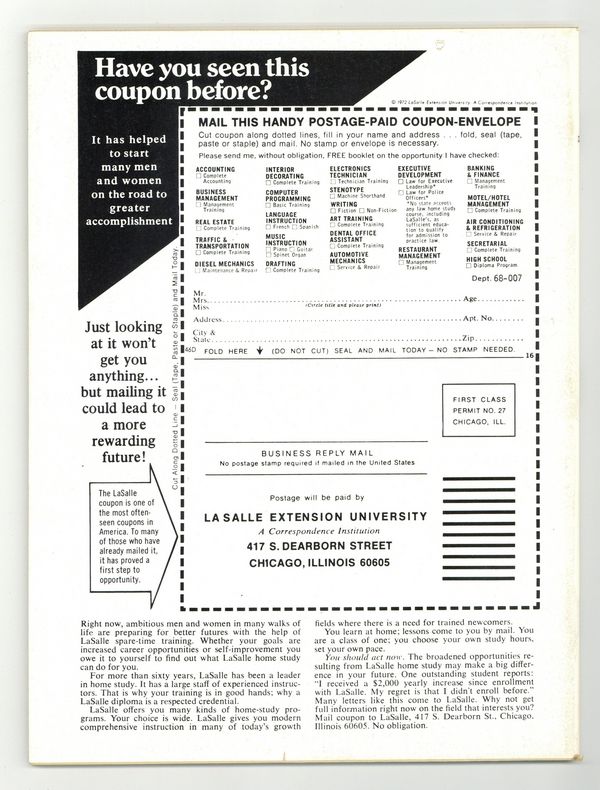 Have you seen this
coupon before?
© 1972 LaSalle Extension University. A Correspondence Institution
It has helped
to start
many men
and women
on the road to
greater
accomplishment
MAIL THIS HANDY POSTAGE-PAID COUPON-ENVELOPE
Cut coupon along dotted lines, fill in your name and address . . . fold, seal (tape,
paste or staple) and mail. No stamp or envelope is necessary.
Please send me, without obligation, FREE booklet on the opportunity I have checked:
ACCOUNTING
☐ Complete
Accounting
BUSINESS
MANAGEMENT
☐ Management
Training
REAL ESTATE
☐ Complete Training
TRAFFIC &
TRANSPORTATION
☐ Complete Training
DIESEL MECHANICS
☐ Maintenance & Repair
INTERIOR
DECORATING
☐ Complete Training
COMPUTER
PROGRAMMING
☐ Basic Training
LANGUAGE
INSTRUCTION
☐ French ☐ Spanish
MUSIC
INSTRUCTION
☐ Piano ☐ Guitar
☐ Spinet Organ
DRAFTING
☐ Complete Training
ELECTRONICS
TECHNICIAN
☐ Technician Training
STENOTYPE
☐ Machine Shorthand
WRITING
☐ Fiction ☐ Non-Fiction
ART TRAINING
☐ Complete Training
DENTAL OFFICE
ASSISTANT
☐ Complete Training
AUTOMOTIVE
MECHANICS
☐ Service & Repair
EXECUTIVE
DEVELOPMENT
☐ Law for Executive
Leadership*
☐ Law for Police
Officers*
*No state accepts
any law home study
course, including
LaSalle's, as
sufficient educa-
tion to qualify
for admission to
practice law.
RESTAURANT
MANAGEMENT
☐ Management
Training
BANKING
& FINANCE
☐ Management
Training
MOTEL/HOTEL
MANAGEMENT
☐ Complete Training
AIR CONDITIONING
& REFRIGERATION
☐ Service & Repair
SECRETARIAL
☐ Complete Training
HIGH SCHOOL
☐ Diploma Program
Dept. 68-007
Mr.
Mrs. Age
Miss (Circle title and please print)
Address Apt. No.
City &
State Zip
46D FOLD HERE (DO NOT CUT) SEAL AND MAIL TODAY – NO STAMP NEEDED.
16
Cut Along Dotted Line — Seal (Tape, Paste or Staple) and Mail Today
Just looking
at it won't
get you
anything...
but mailing it
could lead to
a more
rewarding
future!
The LaSalle
coupon is one of
the most often-
seen coupons in
America. To many
of those who have
already mailed it,
it has proved a
first step to
opportunity.
FIRST CLASS
PERMIT NO. 27
CHICAGO, ILL.
BUSINESS REPLY MAIL
No postage stamp required if mailed in the United States
Postage will be paid by
LA SALLE EXTENSION UNIVERSITY
A Correspondence Institution
417 S. DEARBORN STREET
CHICAGO, ILLINOIS 60605
Right now, ambitious men and women in many walks of
life are preparing for better futures with the help of
LaSalle spare-time training. Whether your goals are
increased career opportunities or self-improvement you
owe it to yourself to find out what LaSalle home study
can do for you.
For more than sixty years, LaSalle has been a leader
in home study. It has a large staff of experienced instruc-
tors. That is why your training is in good hands; why a
LaSalle diploma is a respected credential.
LaSalle offers you many kinds of home-study pro-
grams. Your choice is wide. LaSalle gives you modern
comprehensive instruction in many of today's growth
fields where there is a need for trained newcomers.
You learn at home; lessons come to you by mail. You
are a class of one; you choose your own study hours,
set your own pace.
You should act now. The broadened opportunities re-
sulting from LaSalle home study may make a big differ-
ence in your future. One outstanding student reports:
"I received a $2,000 yearly increase since enrollment
with LaSalle. My regret is that I didn't enroll before."
Many letters like this come to LaSalle. Why not get
full information right now on the field that interests you?
Mail coupon to LaSalle, 417 S. Dearborn St., Chicago,
Illinois 60605. No obligation.